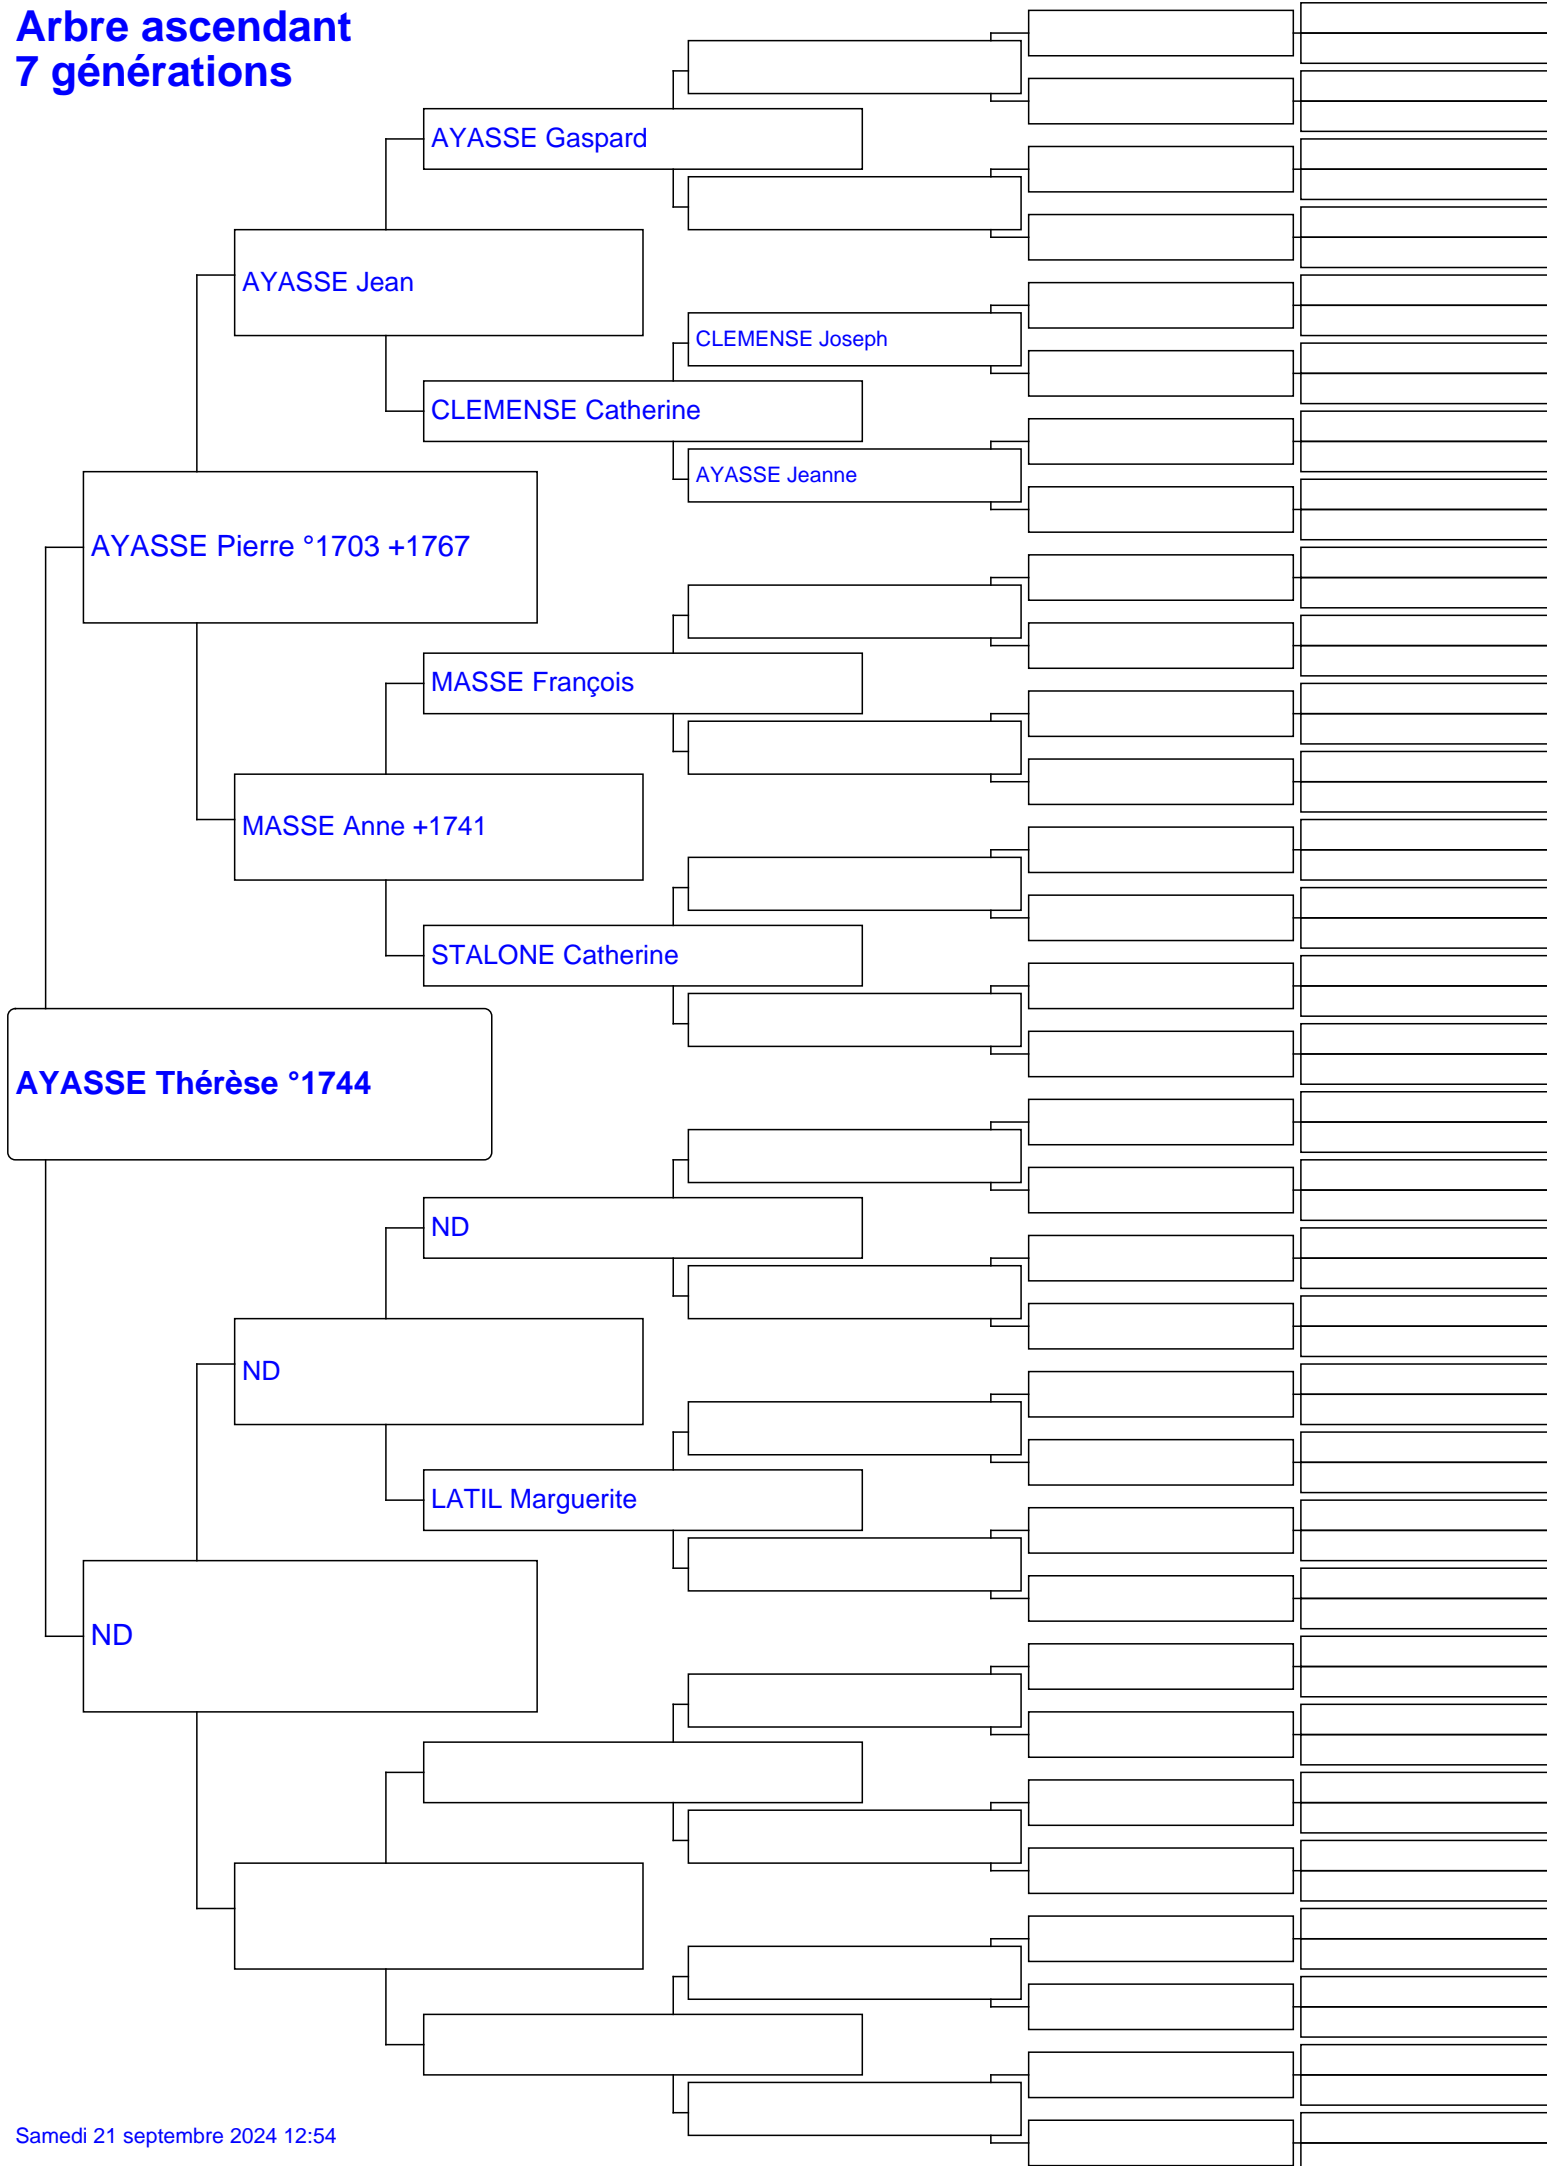 Arbre ascendant
7 générations
AYASSE Gaspard
AYASSE Jean
CLEMENSE Joseph
CLEMENSE Catherine
AYASSE Jeanne
AYASSE Pierre °1703 +1767
MASSE François
MASSE Anne +1741
STALONE Catherine
AYASSE Thérèse °1744
ND
ND
LATIL Marguerite
ND
Samedi 21 septembre 2024 12:54